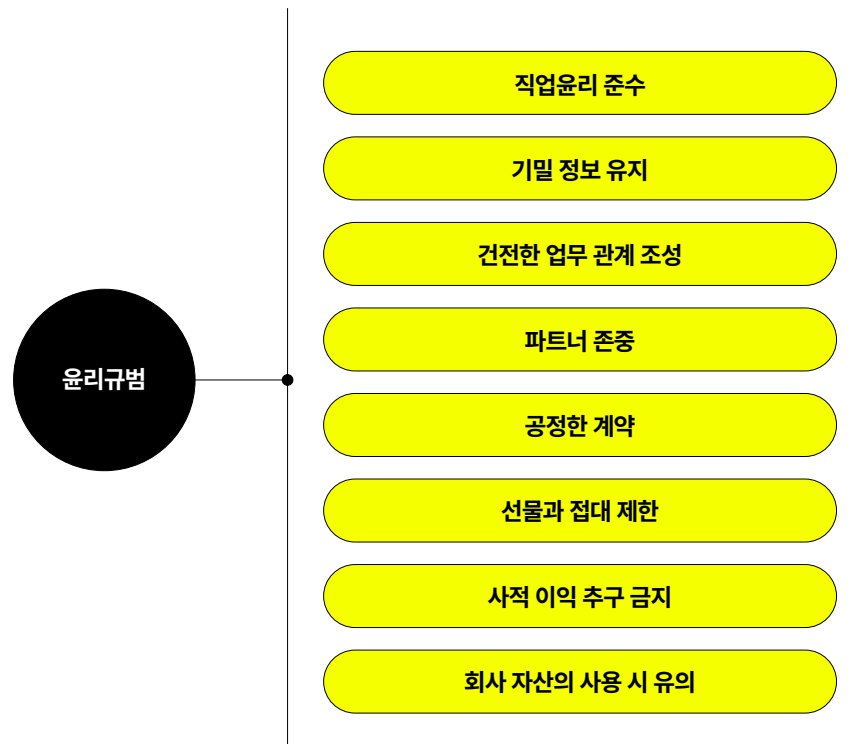 윤리규범
직업윤리 준수
기밀 정보 유지
건전한 업무 관계 조성
파트너 존중
공정한 계약
선물과 접대 제한
사적 이익 추구 금지
회사 자산의 사용 시 유의